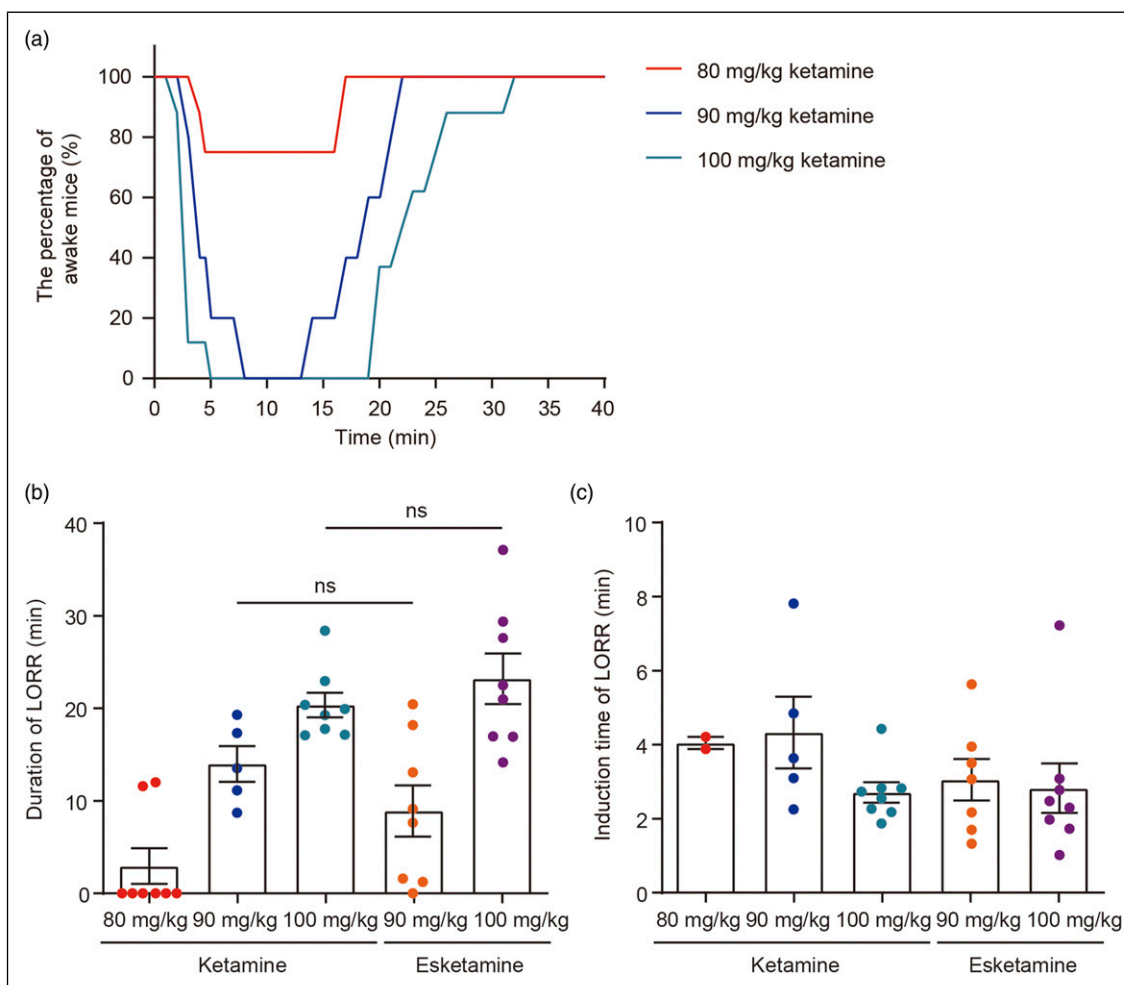 (a)
100
80
60
40
20
0
The percentage of
awake mice (%)
0 5 10 15 20 25 30 35 40
Time (min)
80 mg/kg ketamine
90 mg/kg ketamine
100 mg/kg ketamine
(b)
40
30
20
10
0
Duration of LORR (min)
ns
ns
80 mg/kg 90 mg/kg 100 mg/kg 90 mg/kg 100 mg/kg
Ketamine Esketamine
(c)
10
8
6
4
2
0
Induction time of LORR (min)
80 mg/kg 90 mg/kg 100 mg/kg 90 mg/kg 100 mg/kg
Ketamine Esketamine